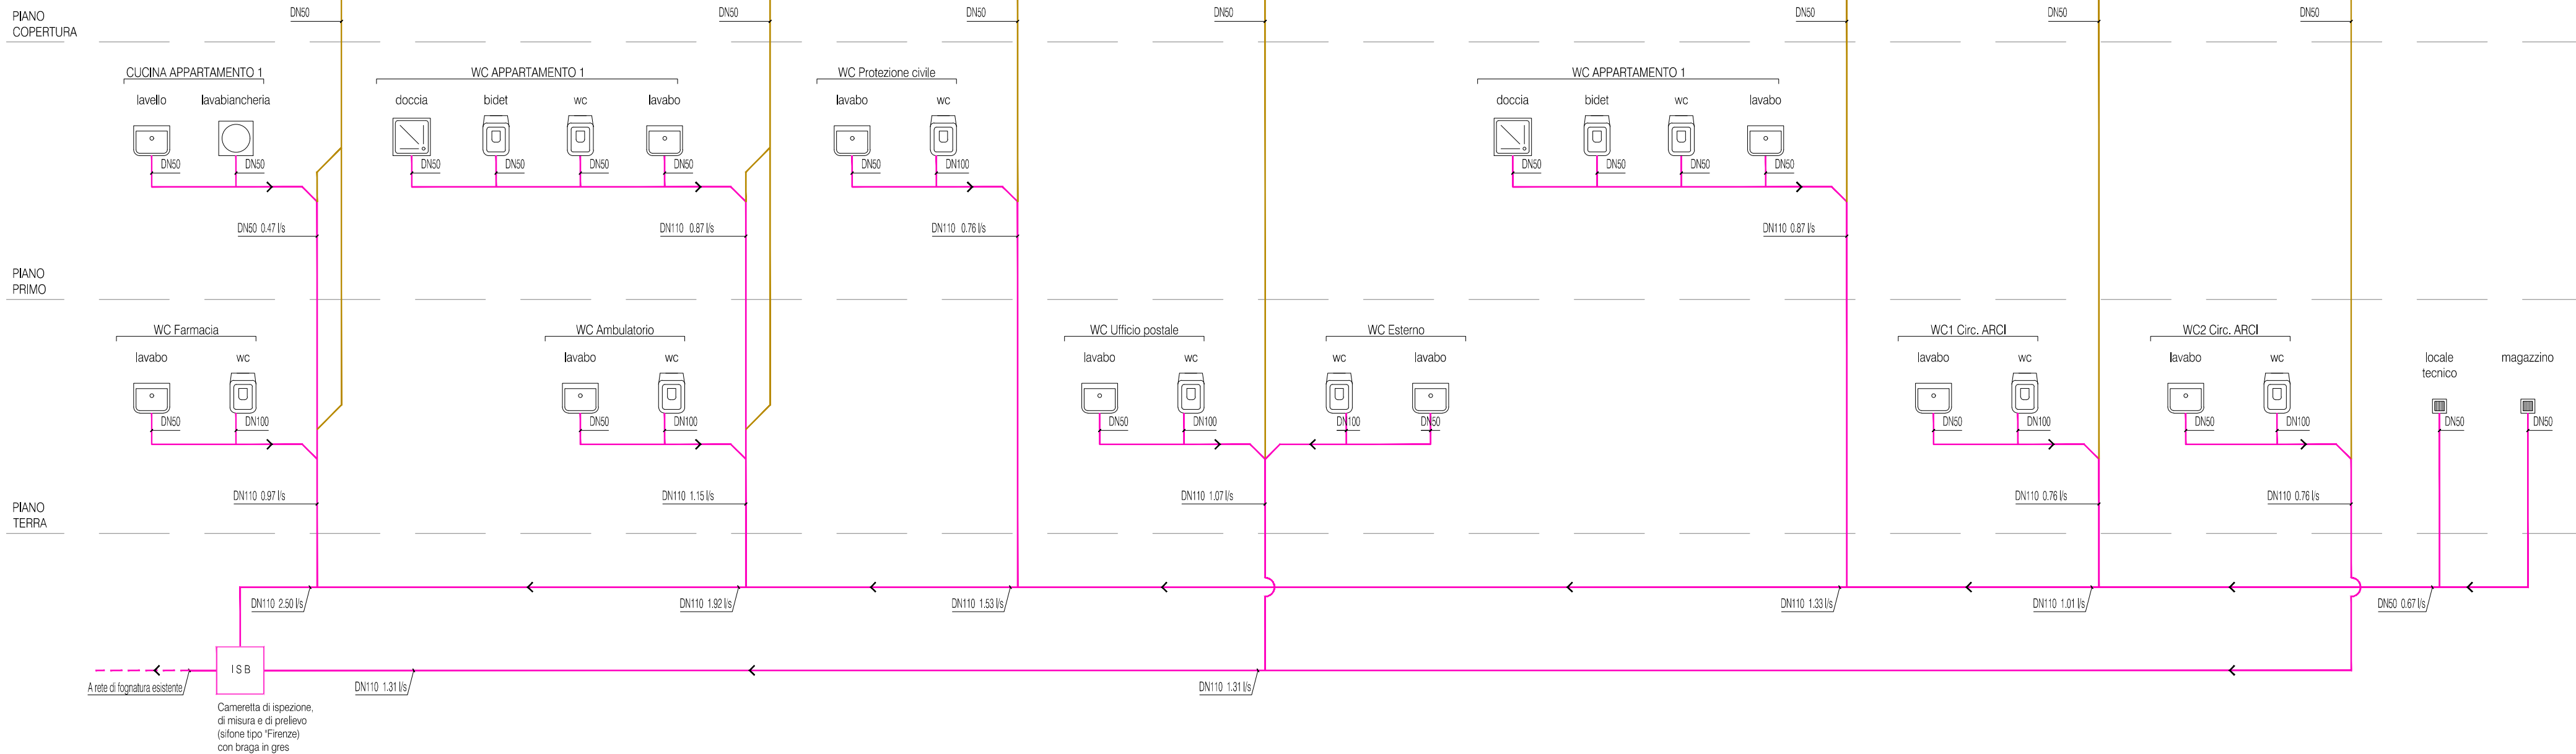 PIANO
COPERTURA
DN50
DN50
DN50
DN50
DN50
DN50
DN50
CUCINA APPARTAMENTO 1
WC APPARTAMENTO 1
WC Protezione civile
WC APPARTAMENTO 1
lavello
lavabiancheria
doccia
bidet
wc
lavabo
lavabo
wc
doccia
bidet
wc
lavabo
DN50
DN50
DN50
DN50
DN50
DN50
DN50
DN100
DN50
DN50
DN50
DN50
DN50 0.47 l/s
DN110 0.87 l/s
DN110 0.76 l/s
DN110 0.87 l/s
PIANO
PRIMO
WC Farmacia
WC Ambulatorio
WC Ufficio postale
WC Esterno
WC1 Circ. ARCI
WC2 Circ. ARCI
lavabo
wc
lavabo
wc
lavabo
wc
wc
lavabo
lavabo
wc
lavabo
wc
locale
tecnico
magazzino
DN50
DN100
DN50
DN100
DN50
DN100
DN100
DN50
DN50
DN100
DN50
DN100
DN50
DN50
DN110 0.97 l/s
DN110 1.15 l/s
DN110 1.07 l/s
DN110 0.76 l/s
DN110 0.76 l/s
PIANO
TERRA
DN110 2.50 l/s
DN110 1.92 l/s
DN110 1.53 l/s
DN110 1.33 l/s
DN110 1.01 l/s
DN50 0.67 l/s
I S B
A rete di fognatura esistente
DN110 1.31 l/s
DN110 1.31 l/s
Cameretta di ispezione,
di misura e di prelievo
(sifone tipo "Firenze)
con braga in gres